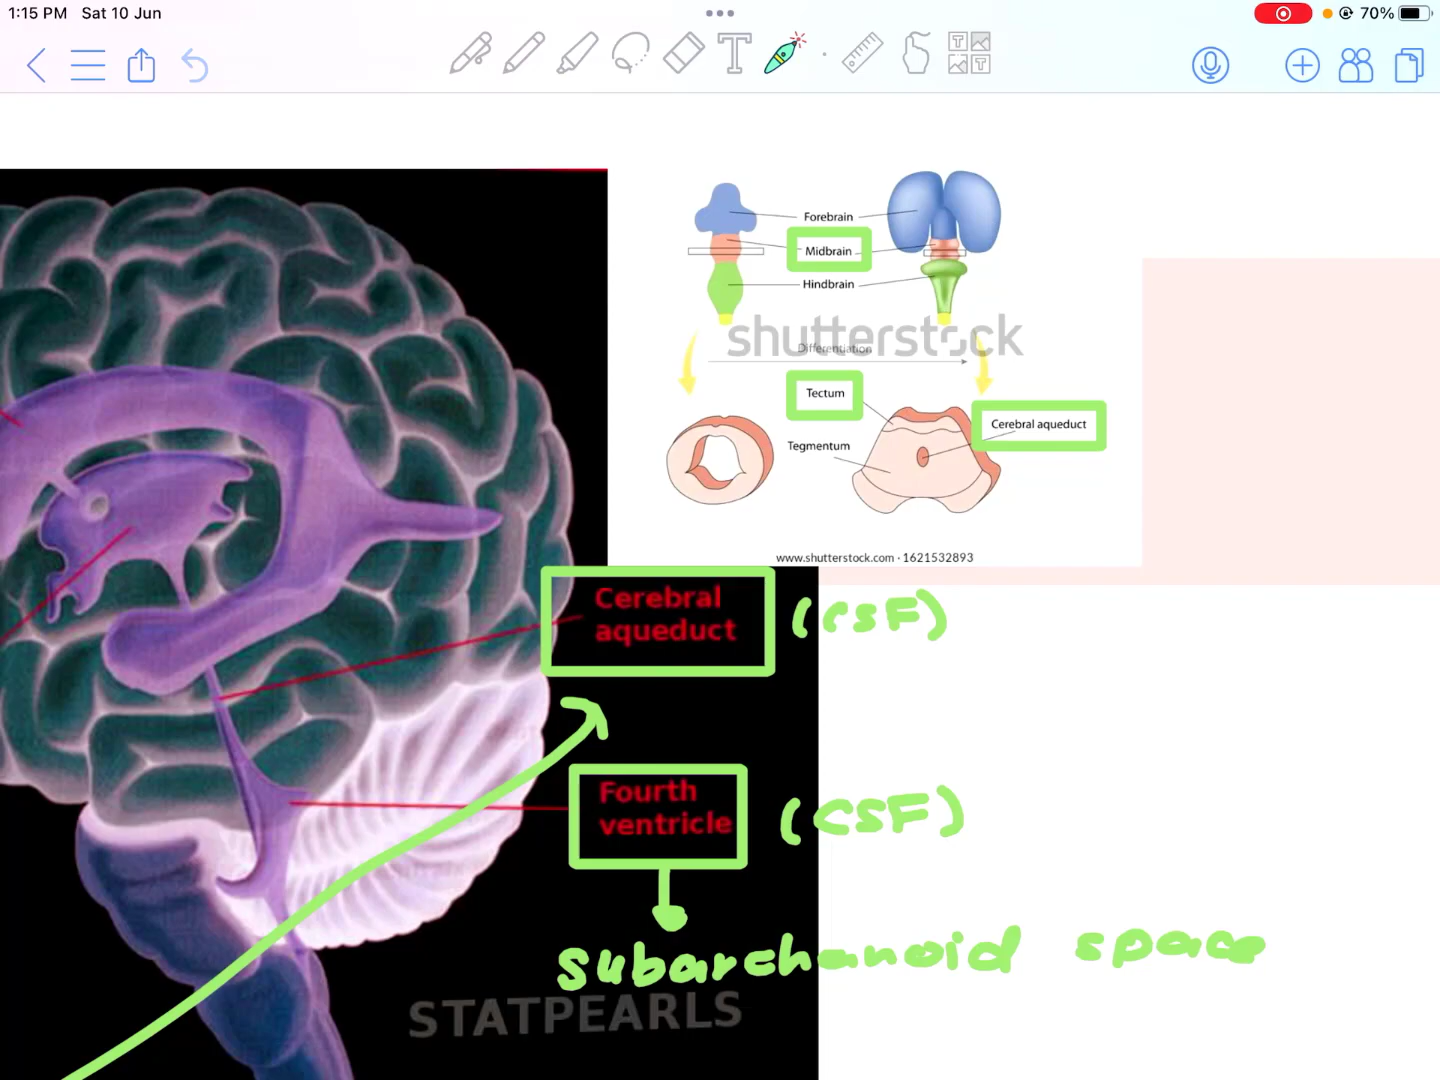 1:15 PM Sat 10 Jun
70%
Forebrain
Midbrain
Hindbrain
shutterstock
Differentiation
Tectum
Cerebral aqueduct
Tegmentum
www.shutterstock.com · 1621532893
Cerebral
aqueduct
(CSF)
Fourth
ventricle
(CSF)
subarchanoid space
STATPEARLS